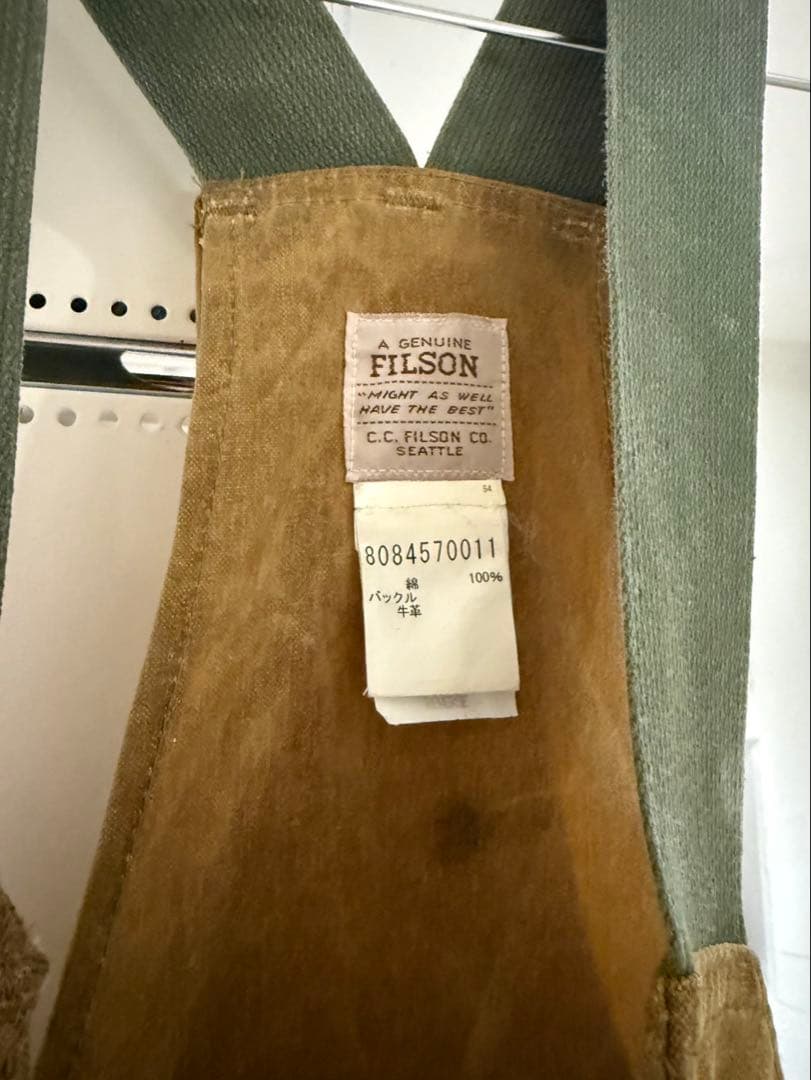 A GENUINE
FILSON
"MIGHT AS WELL
HAVE THE BEST"
C.C. FILSON CO.
SEATTLE
54
8084570011
綿 100%
バックル
牛革